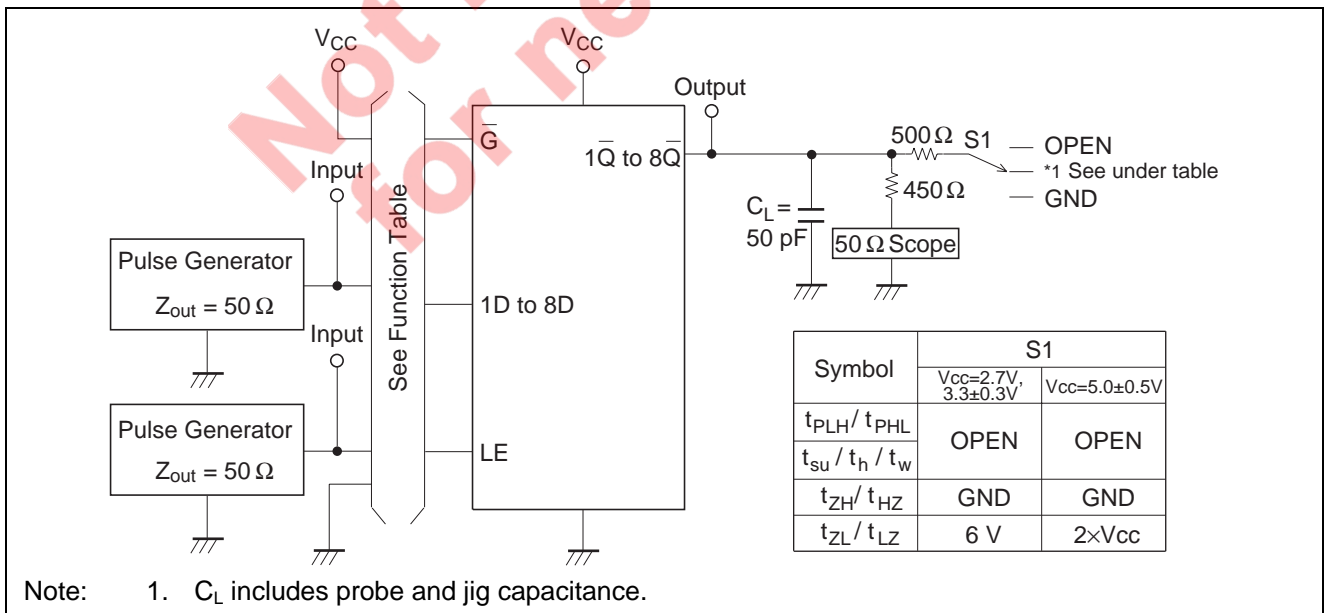 Not
for ne
VCC
VCC
Output
G̅
1Q̅ to 8Q̅
500 Ω
S1
OPEN
*1 See under table
GND
Input
450 Ω
CL =
50 pF
50 Ω Scope
See Function Table
Pulse Generator
Zout = 50 Ω
1D to 8D
Input
Pulse Generator
Zout = 50 Ω
LE
Symbol
S1
Vcc=2.7V,
3.3±0.3V
Vcc=5.0±0.5V
tPLH / tPHL
OPEN
OPEN
tsu / th / tw
tZH / tHZ
GND
GND
tZL / tLZ
6 V
2×Vcc
Note: 1. CL includes probe and jig capacitance.